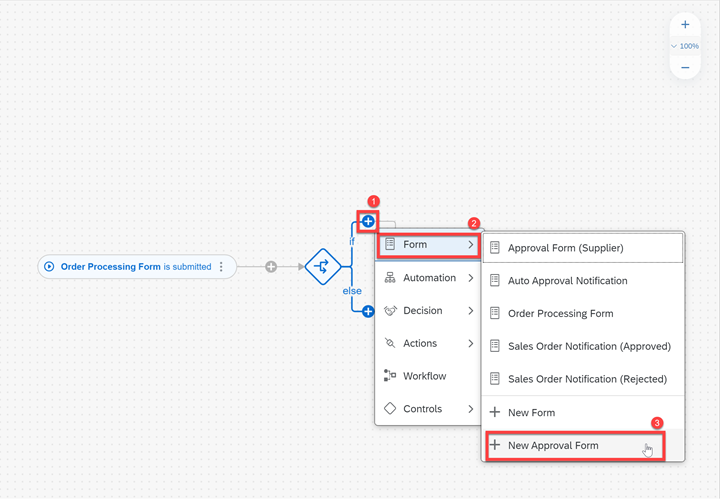 100%
1
2
if
Form
Approval Form (Supplier)
Order Processing Form is submitted
else
Automation
Auto Approval Notification
Decision
Order Processing Form
Actions
Sales Order Notification (Approved)
Workflow
Sales Order Notification (Rejected)
Controls
New Form
3
New Approval Form